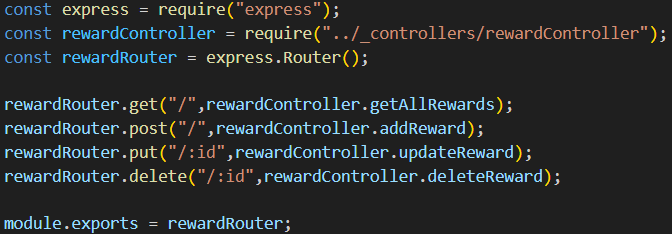 const express = require("express");
const rewardController = require("../_controllers/rewardController");
const rewardRouter = express.Router();
rewardRouter.get("/",rewardController.getAllRewards);
rewardRouter.post("/",rewardController.addReward);
rewardRouter.put("/:id",rewardController.updateReward);
rewardRouter.delete("/:id",rewardController.deleteReward);
module.exports = rewardRouter;